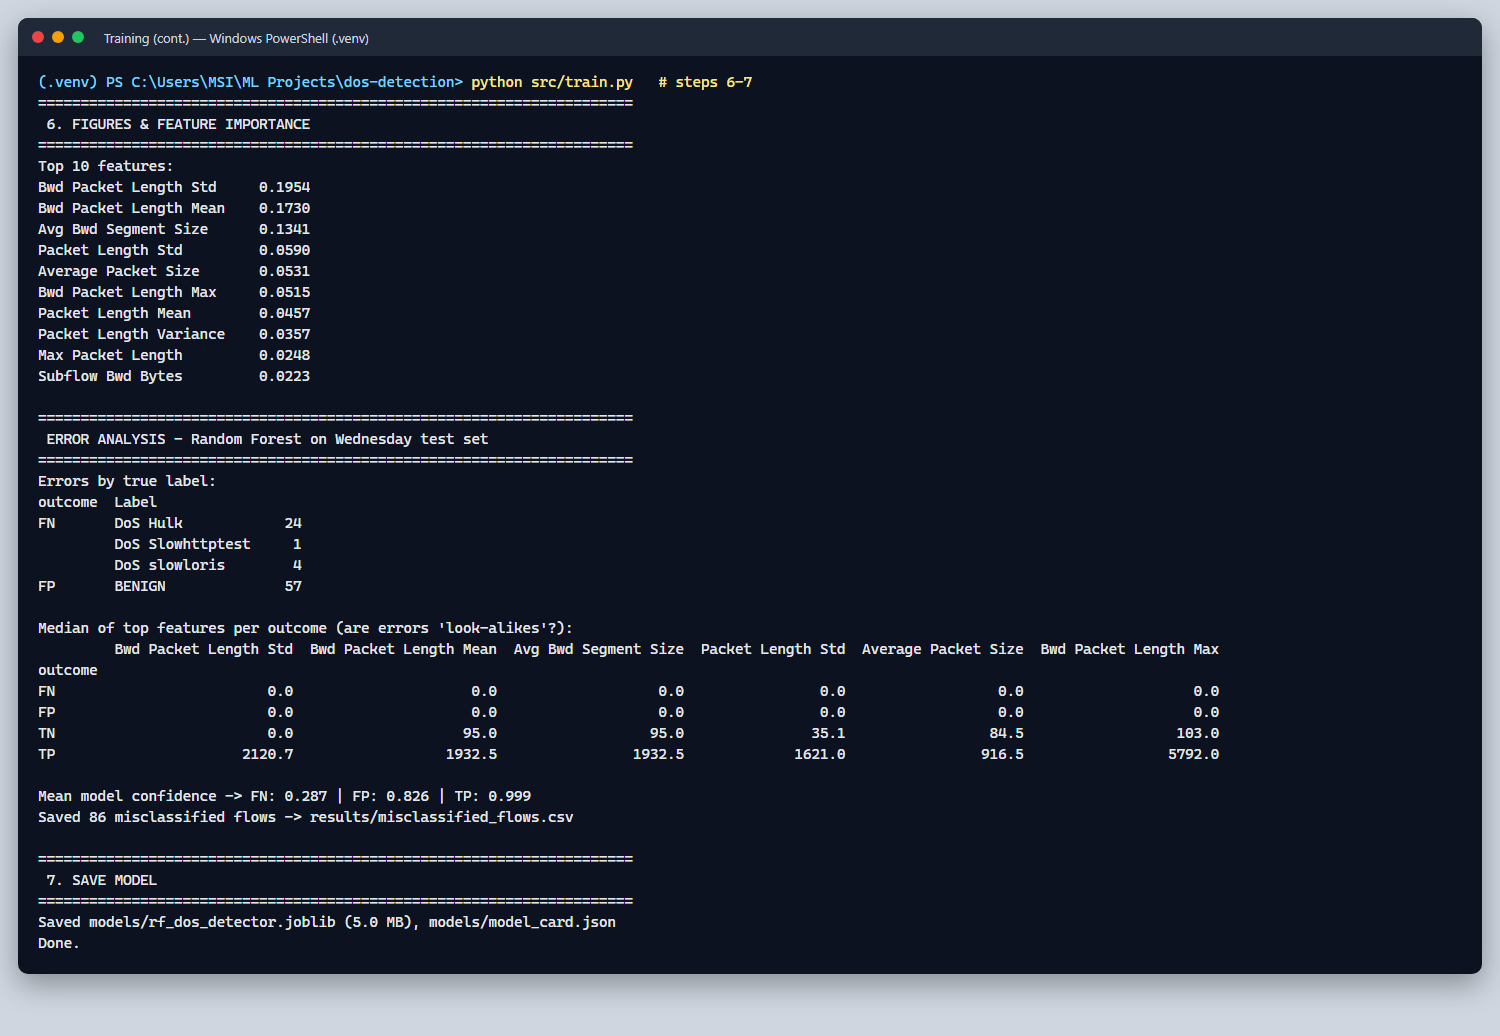 Training (cont.) — Windows PowerShell (.venv)
(.venv) PS C:\Users\MSI\ML Projects\dos-detection> python src/train.py   # steps 6-7
======================================================================
 6. FIGURES & FEATURE IMPORTANCE
======================================================================
Top 10 features:
Bwd Packet Length Std     0.1954
Bwd Packet Length Mean    0.1730
Avg Bwd Segment Size      0.1341
Packet Length Std         0.0590
Average Packet Size       0.0531
Bwd Packet Length Max     0.0515
Packet Length Mean        0.0457
Packet Length Variance    0.0357
Max Packet Length         0.0248
Subflow Bwd Bytes         0.0223
======================================================================
 ERROR ANALYSIS - Random Forest on Wednesday test set
======================================================================
Errors by true label:
outcome  Label
FN       DoS Hulk            24
         DoS Slowhttptest     1
         DoS slowloris        4
FP       BENIGN              57
Median of top features per outcome (are errors 'look-alikes'?):
         Bwd Packet Length Std  Bwd Packet Length Mean  Avg Bwd Segment Size  Packet Length Std  Average Packet Size  Bwd Packet Length Max
outcome
FN                         0.0                     0.0                   0.0                0.0                  0.0                    0.0
FP                         0.0                     0.0                   0.0                0.0                  0.0                    0.0
TN                         0.0                    95.0                  95.0               35.1                 84.5                  103.0
TP                      2120.7                  1932.5                1932.5             1621.0                916.5                 5792.0
Mean model confidence -> FN: 0.287 | FP: 0.826 | TP: 0.999
Saved 86 misclassified flows -> results/misclassified_flows.csv
======================================================================
 7. SAVE MODEL
======================================================================
Saved models/rf_dos_detector.joblib (5.0 MB), models/model_card.json
Done.